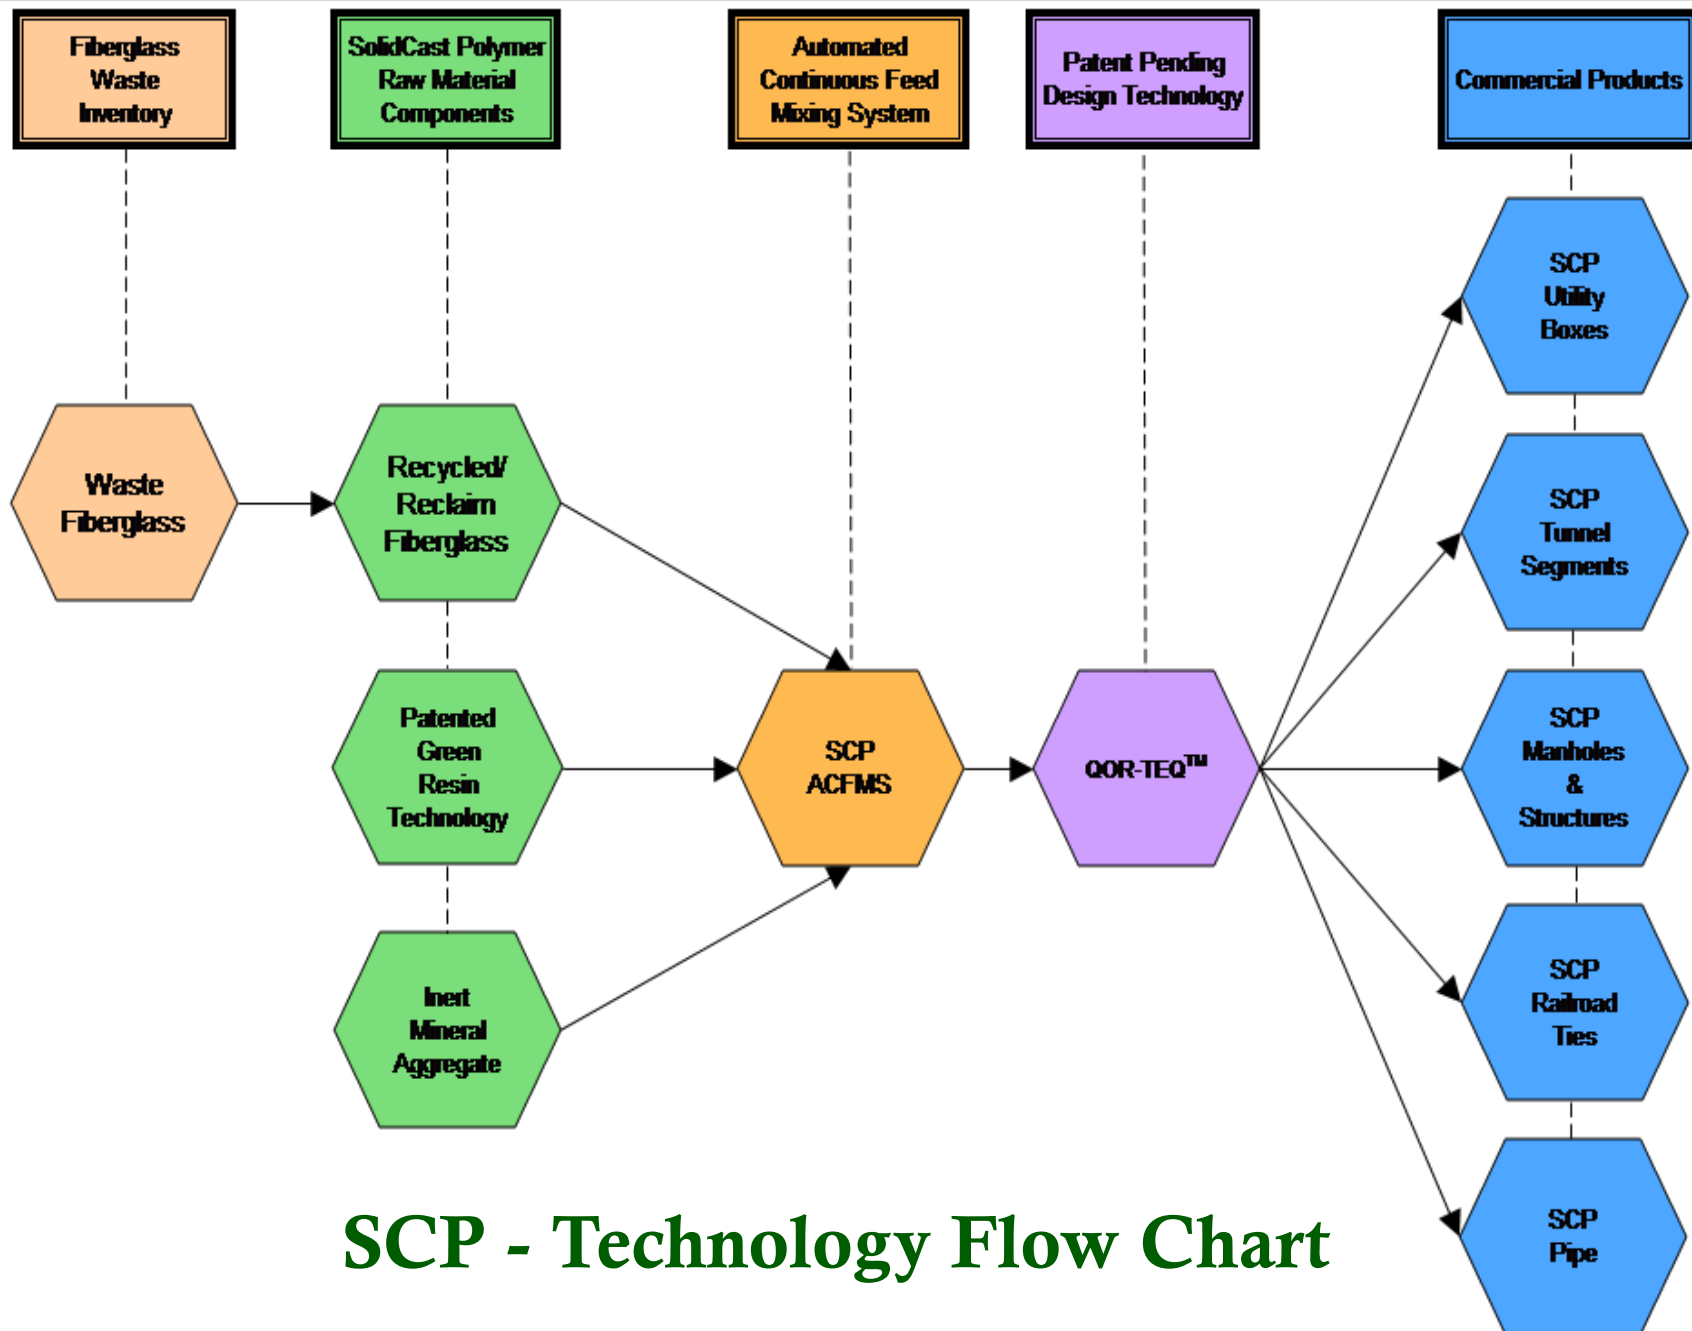 Fiberglass
Waste
Inventory
SolidCast Polymer
Raw Material
Components
Automated
Continuous Feed
Mixing System
Patent Pending
Design Technology
Commercial Products
Waste
Fiberglass
Recycled/
Reclaim
Fiberglass
Patented
Green
Resin
Technology
Inert
Mineral
Aggregate
SCP
ACFMS
QOR-TEQ™
SCP
Utility
Boxes
SCP
Tunnel
Segments
SCP
Manholes
&
Structures
SCP
Railroad
Ties
SCP
Pipe
SCP - Technology Flow Chart